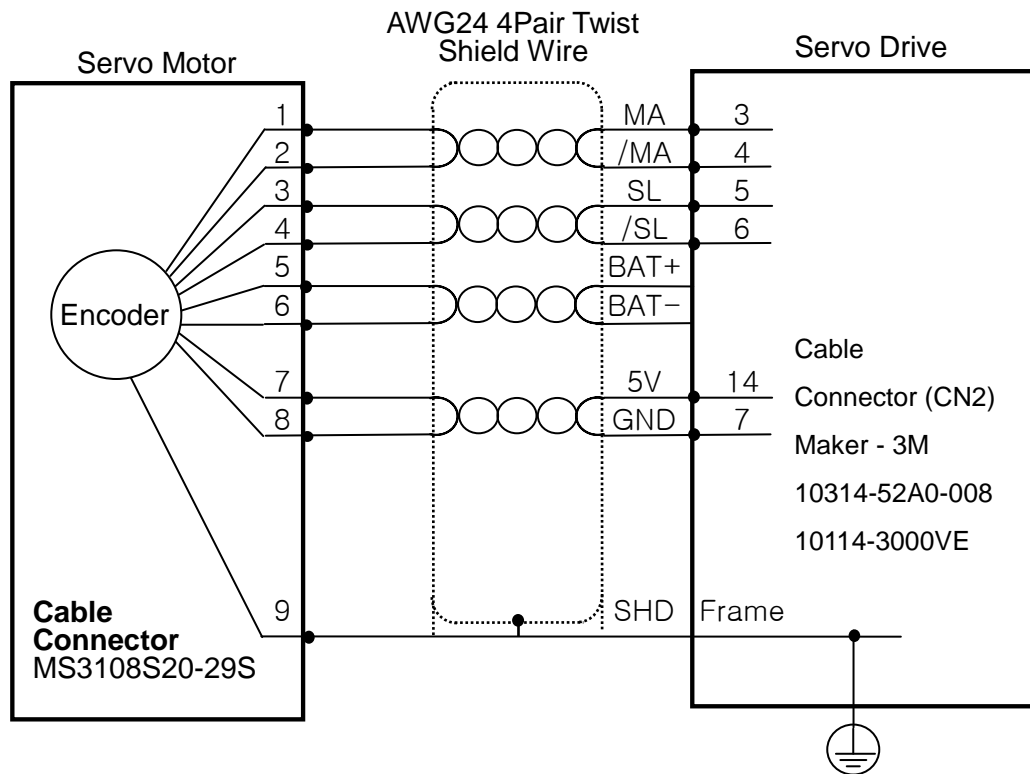 AWG24 4Pair Twist
Shield Wire
Servo Motor
Servo Drive
1
MA
3
2
/MA
4
3
SL
5
4
/SL
6
5
BAT+
6
BAT-
Encoder
7
5V
14
8
GND
7
Cable
Connector (CN2)
Maker - 3M
10314-52A0-008
10114-3000VE
9
SHD
Frame
Cable
Connector
MS3108S20-29S